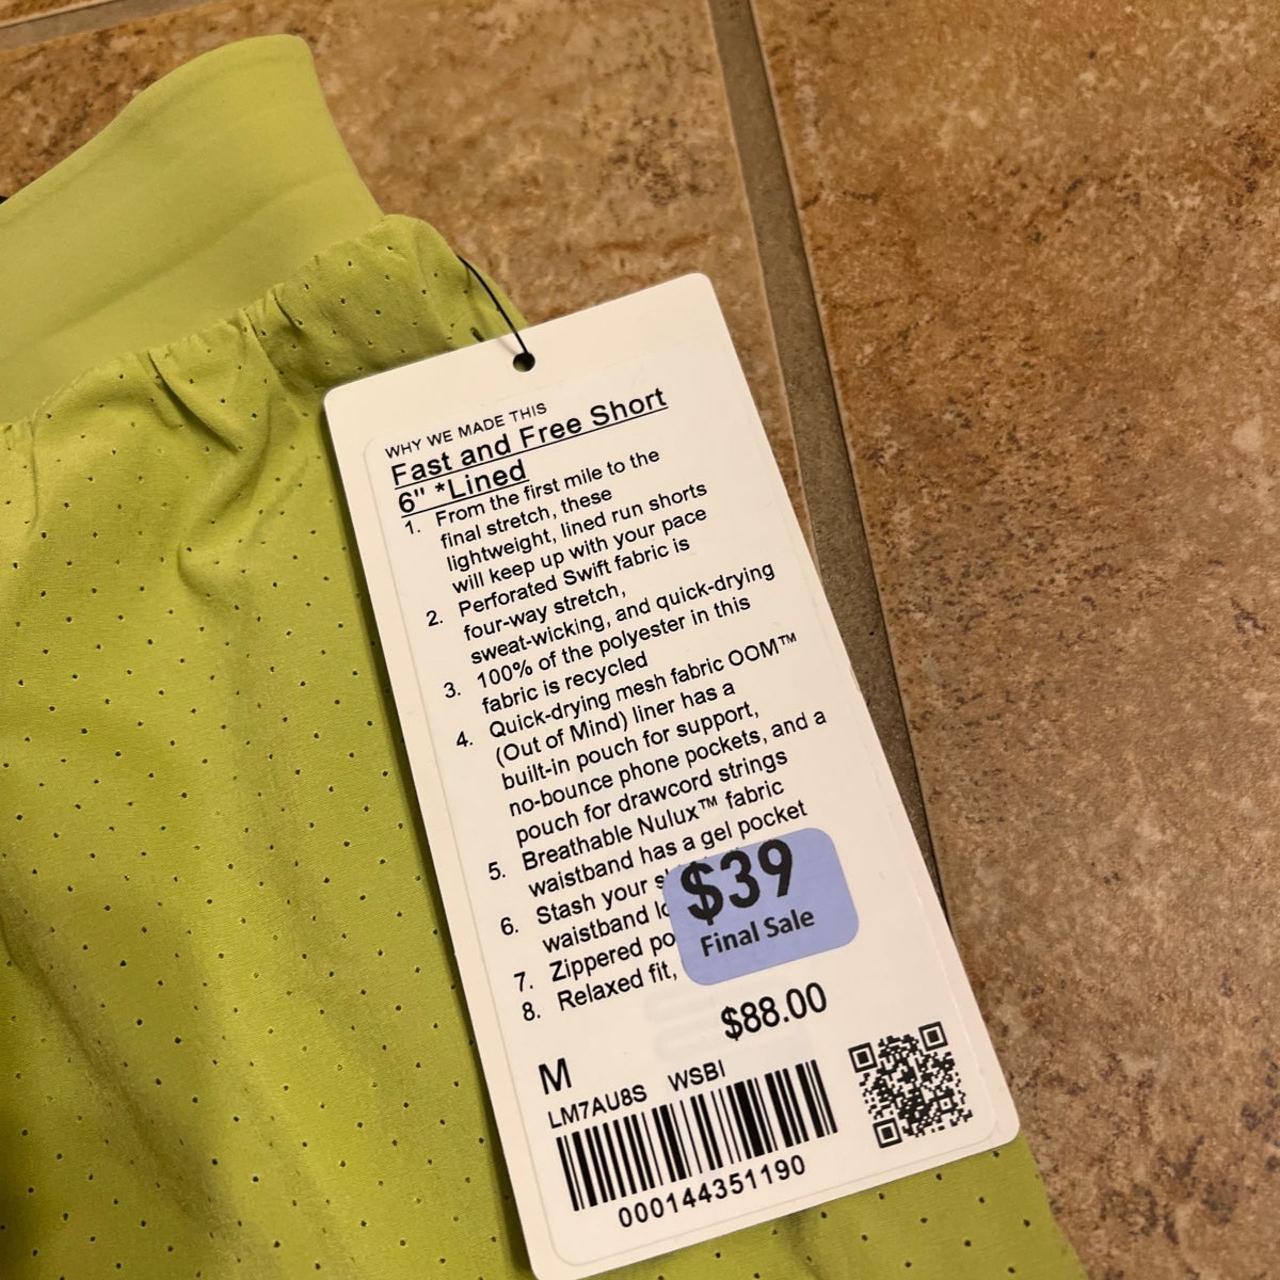 WHY WE MADE THIS
Fast and Free Short
6" *Lined
1. From the first mile to the
final stretch, these
lightweight, lined run shorts
will keep up with your pace
2. Perforated Swift fabric is
four-way stretch,
sweat-wicking, and quick-drying
3. 100% of the polyester in this
fabric is recycled
4. Quick-drying mesh fabric OOM™
(Out of Mind) liner has a
built-in pouch for support,
no-bounce phone pockets, and a
pouch for drawcord strings
5. Breathable Nulux™ fabric
waistband has a gel pocket
6. Stash your
waistband
7. Zippered
8. Relaxed fit,
$39
Final Sale
$88.00
M
LM7AU8S WSBI
000144351190